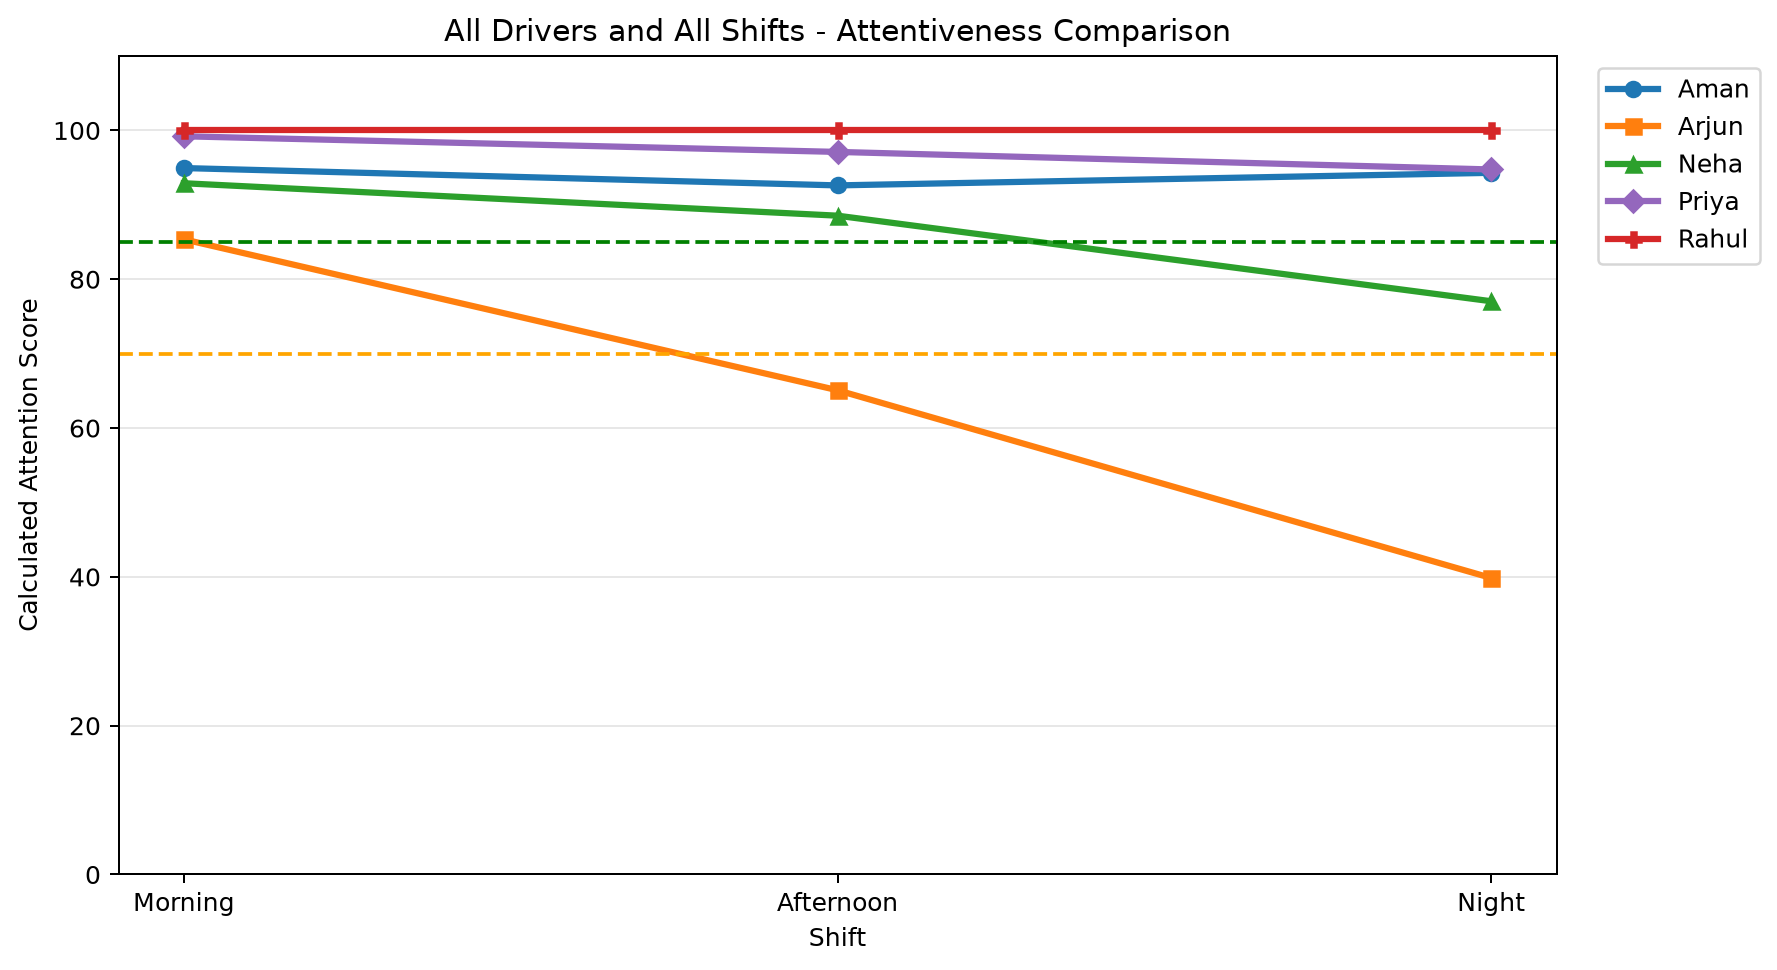 All Drivers and All Shifts - Attentiveness Comparison
Calculated Attention Score
100
80
60
40
20
0
Morning
Afternoon
Night
Shift
Aman
Arjun
Neha
Priya
Rahul